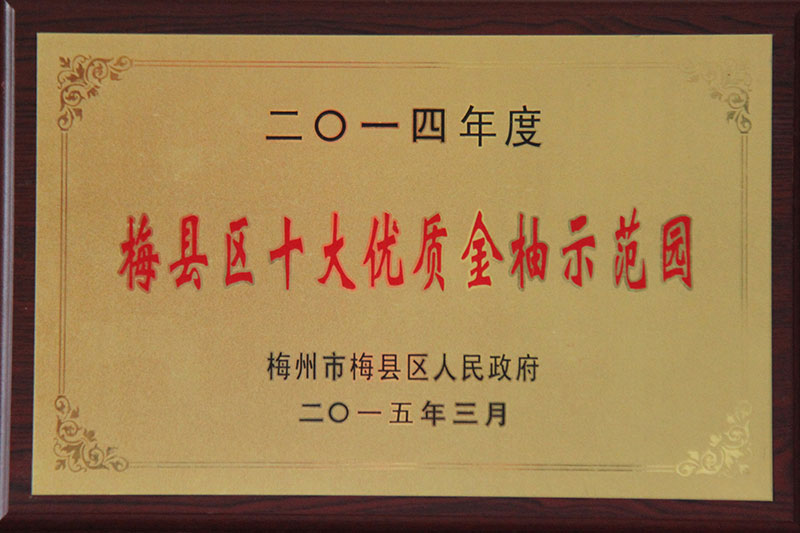 二〇一四年度
梅县区十大优质金柚示范园
梅州市梅县区人民政府
二〇一五年三月